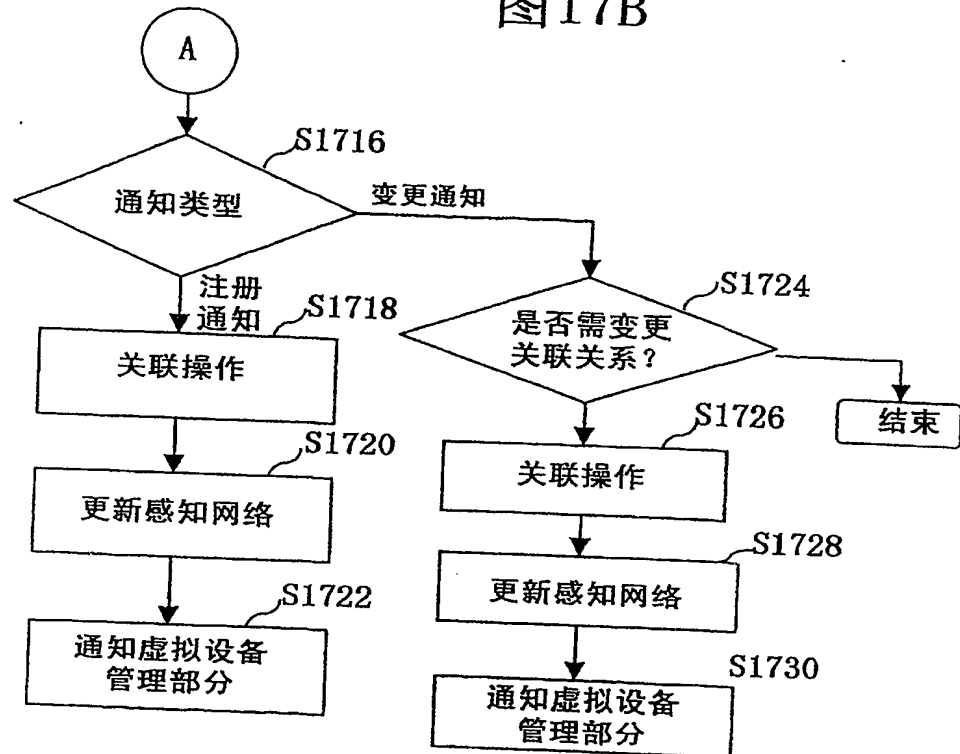 图17B
A
S1716
通知类型
变更通知
注册
通知
S1718
关联操作
S1720
更新感知网络
S1722
通知虚拟设备
管理部分
S1724
是否需变更
关联关系?
结束
S1726
关联操作
S1728
更新感知网络
S1730
通知虚拟设备
管理部分